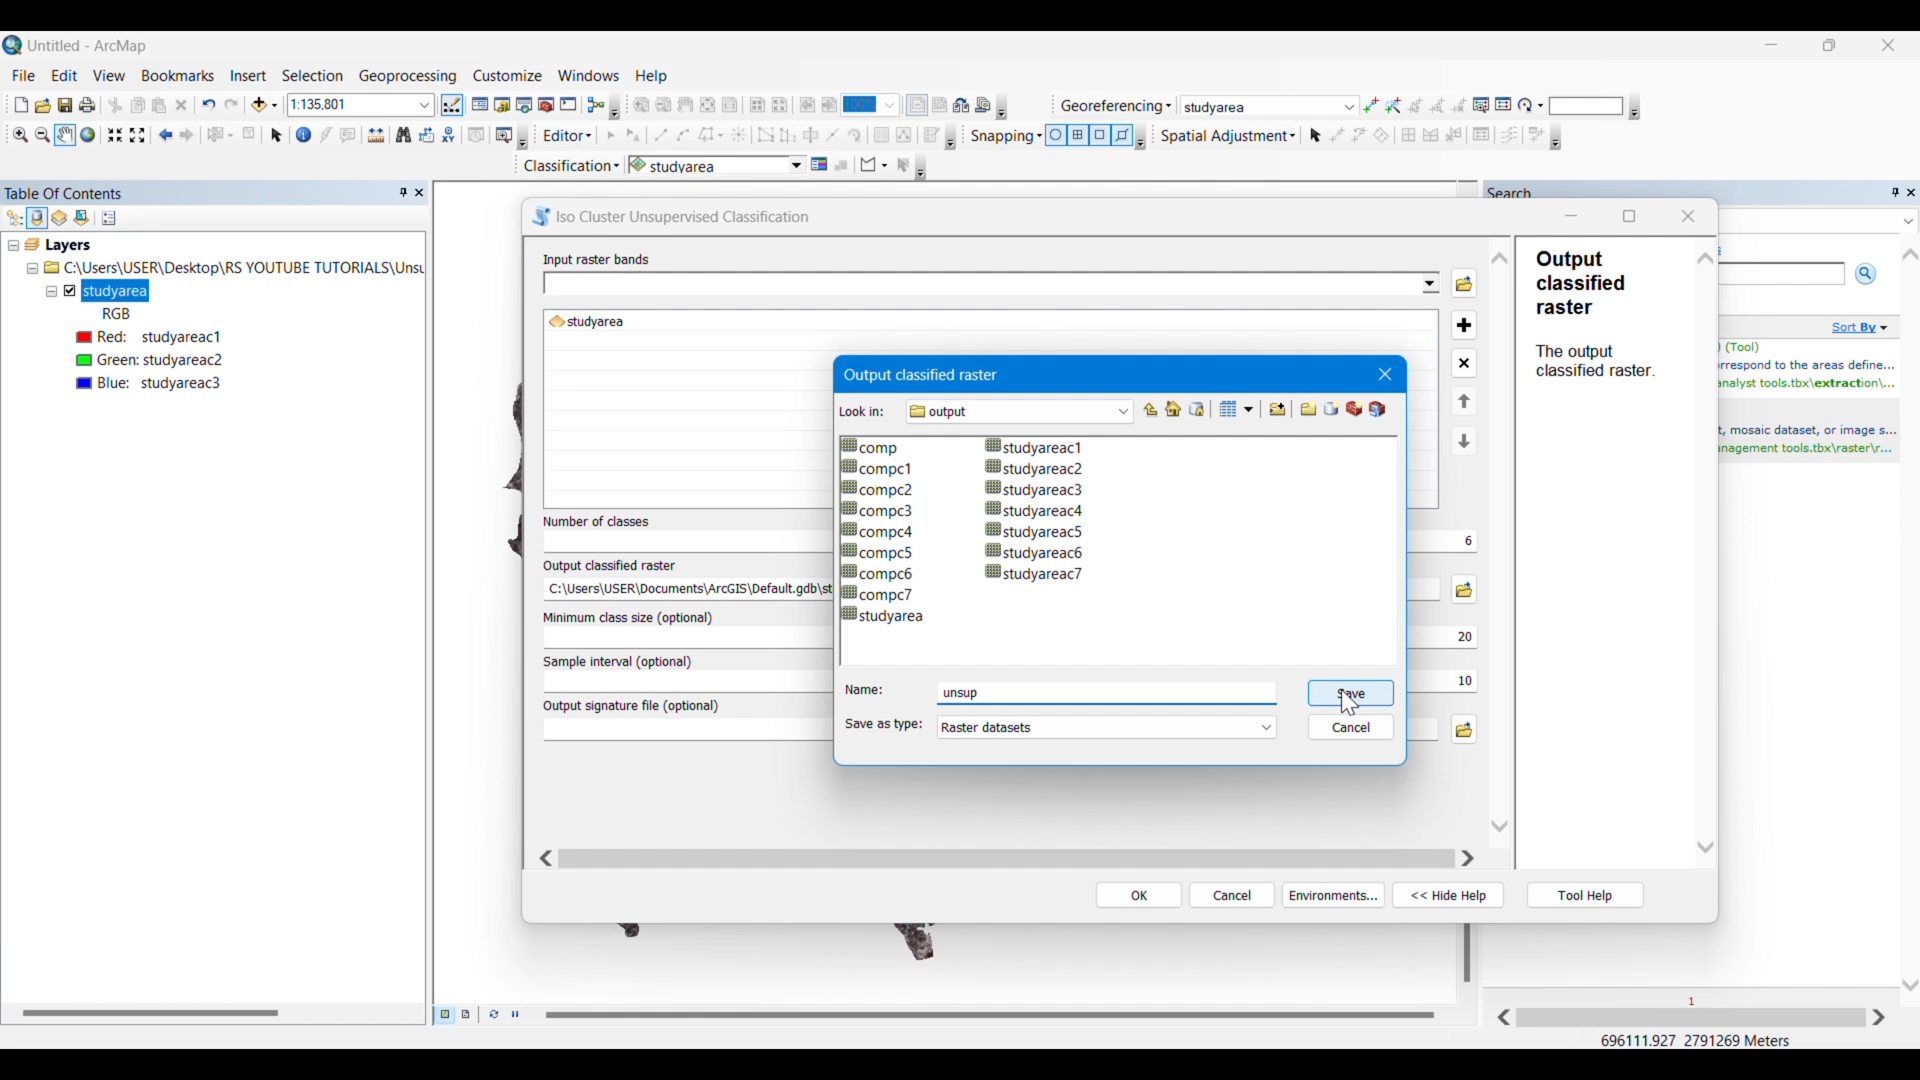 Untitled - ArcMap
File Edit View Bookmarks Insert Selection Geoprocessing Customize Windows Help
1:135,801 100% Georeferencing studyarea
Editor Snapping Spatial Adjustment
Classification studyarea
Table Of Contents
Layers
C:\Users\USER\Desktop\RS YOUTUBE TUTORIALS\Unsu
studyarea
RGB
Red: studyareac1
Green: studyareac2
Blue: studyareac3
Iso Cluster Unsupervised Classification
Input raster bands
studyarea
Number of classes
6
Output classified raster
C:\Users\USER\Documents\ArcGIS\Default.gdb\st
Minimum class size (optional)
20
Sample interval (optional)
10
Output signature file (optional)
OK Cancel Environments... << Hide Help Tool Help
Output classified raster
Look in: output
comp
compc1
compc2
compc3
compc4
compc5
compc6
compc7
studyarea
studyareac1
studyareac2
studyareac3
studyareac4
studyareac5
studyareac6
studyareac7
Name: unsup
Save
Save as type: Raster datasets
Cancel
Output
classified
raster
The output
classified raster.
Search
Sort By
) (Tool)
rrespond to the areas define...
nalyst tools.tbx\extraction\...
t, mosaic dataset, or image s...
nagement tools.tbx\raster\r...
1
696111.927 2791269 Meters